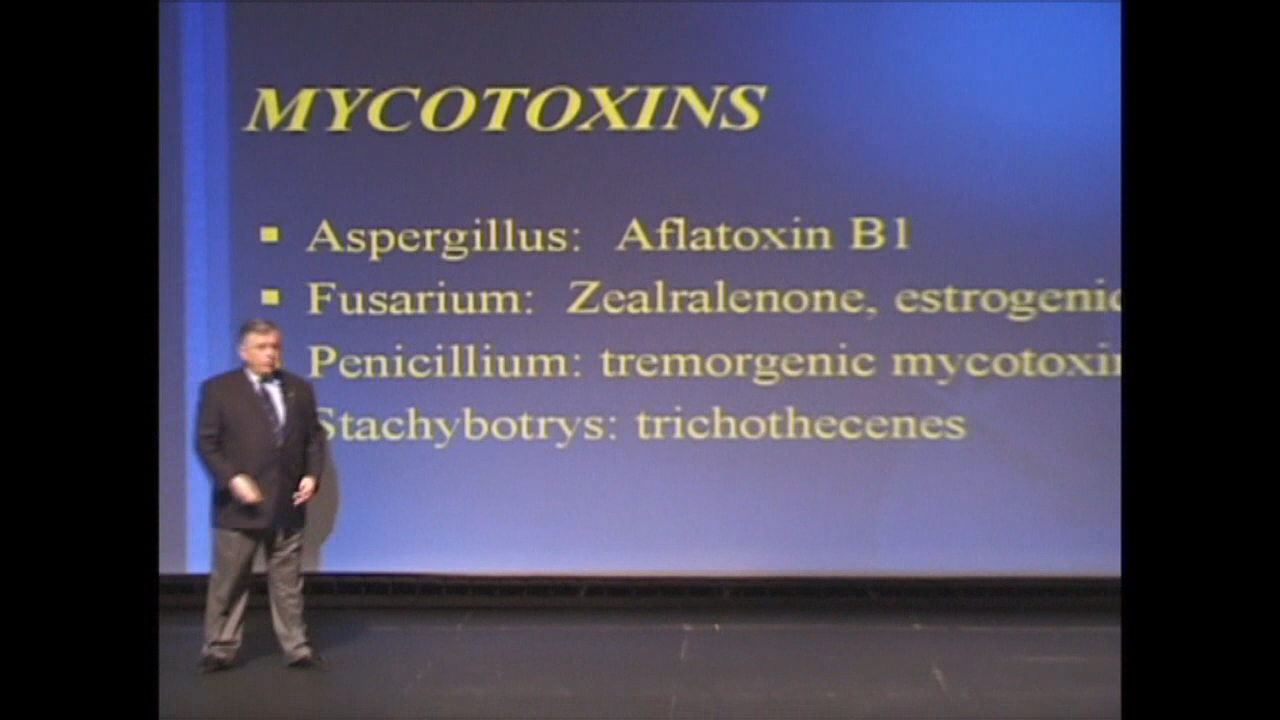 MYCOTOXINS
Aspergillus: Aflatoxin B1
Fusarium: Zealralenone, estrogenic
Penicillium: tremorgenic mycotoxin
Stachybotrys: trichothecenes